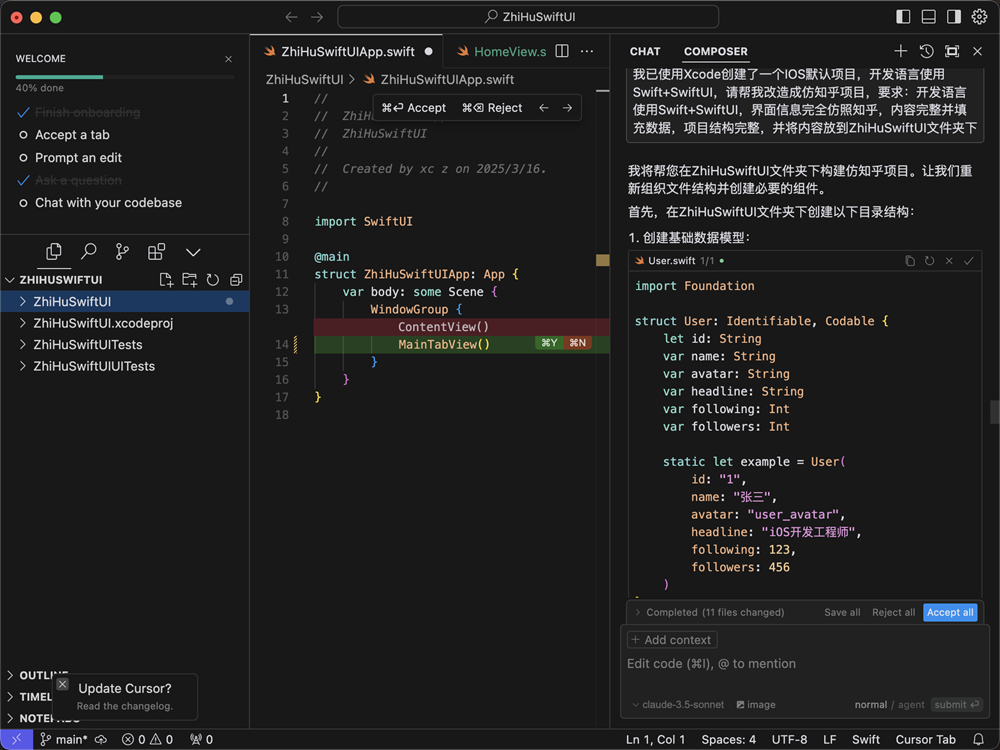 ZhiHuSwiftUI
WELCOME
40% done
Finish onboarding
Accept a tab
Prompt an edit
Ask a question
Chat with your codebase
ZHIHUSWIFTUI
ZhiHuSwiftUI
ZhiHuSwiftUI.xcodeproj
ZhiHuSwiftUITests
ZhiHuSwiftUIUITests
OUTLINE
TIMEL
Update Cursor?
Read the changelog.
ZhiHuSwiftUIApp.swift
HomeView.s
ZhiHuSwiftUI > ZhiHuSwiftUIApp.swift
⌘↩ Accept ⌘⌫ Reject ← →
1 //
2 // ZhiH
3 // ZhiHuSwiftUI
4 //
5 // Created by xc z on 2025/3/16.
6 //
7
8 import SwiftUI
9
10 @main
11 struct ZhiHuSwiftUIApp: App {
12 var body: some Scene {
13 WindowGroup {
ContentView()
14 MainTabView() ⌘Y ⌘N
15 }
16 }
17 }
18
CHAT COMPOSER
我已使用Xcode创建了一个IOS默认项目，开发语言使用
Swift+SwiftUI，请帮我改造成仿知乎项目，要求：开发语言
使用Swift+SwiftUI，界面信息完全仿照知乎，内容完整并填
充数据，项目结构完整，并将内容放到ZhiHuSwiftUI文件夹下
我将帮您在ZhiHuSwiftUI文件夹下构建仿知乎项目。让我们重
新组织文件结构并创建必要的组件。
首先，在ZhiHuSwiftUI文件夹下创建以下目录结构：
1. 创建基础数据模型：
User.swift 1/1
import Foundation
struct User: Identifiable, Codable {
let id: String
var name: String
var avatar: String
var headline: String
var following: Int
var followers: Int
static let example = User(
id: "1",
name: "张三",
avatar: "user_avatar",
headline: "iOS开发工程师",
following: 123,
followers: 456
)
Completed (11 files changed) Save all Reject all Accept all
+ Add context
Edit code (⌘I), @ to mention
claude-3.5-sonnet image normal / agent submit ↩
main* 0 0 0
Ln 1, Col 1 Spaces: 4 UTF-8 LF Swift Cursor Tab